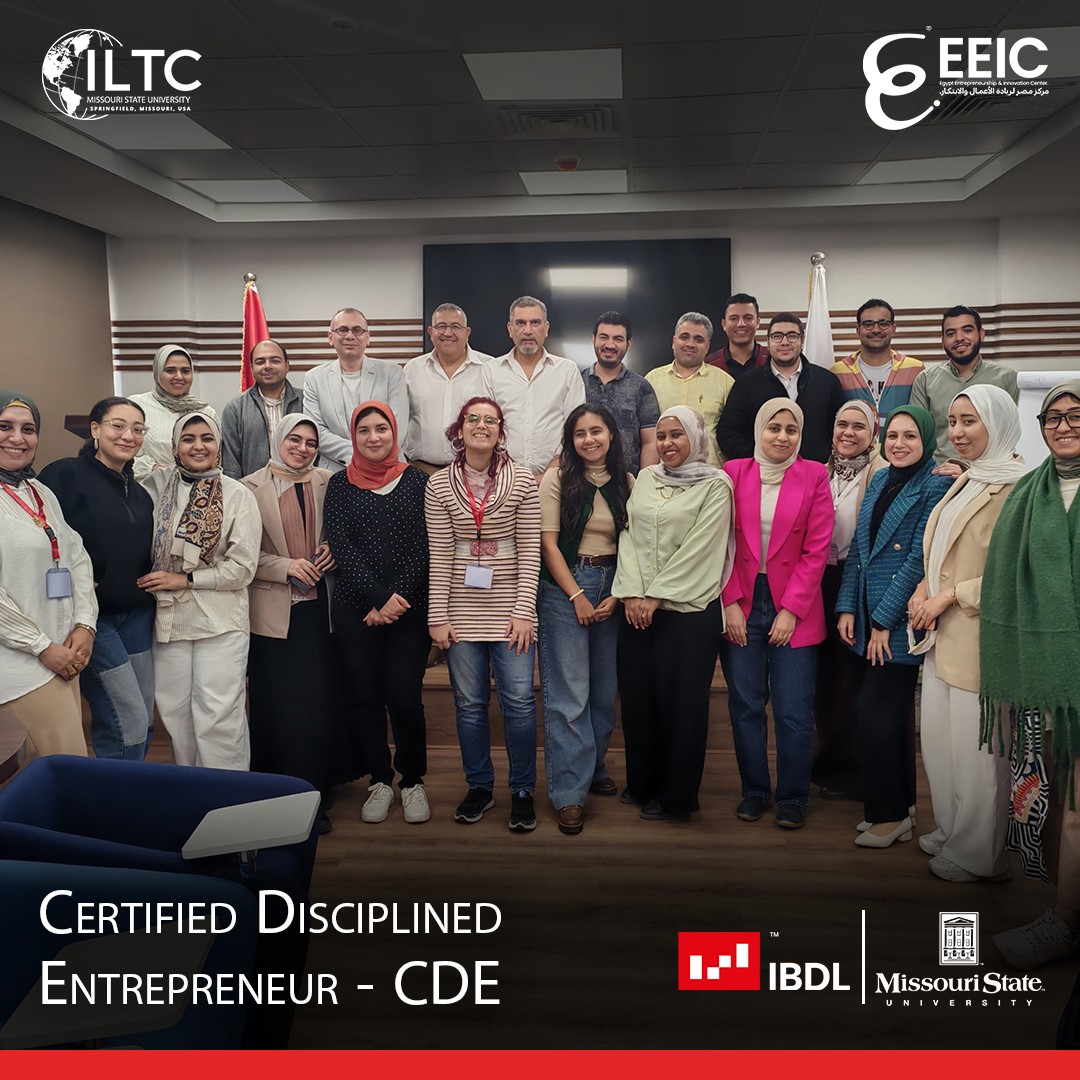 ILTC
MISSOURI STATE UNIVERSITY
SPRINGFIELD, MISSOURI, USA
EEIC
Egypt Entrepreneurship & Innovation Center.
مركز مصر لريادة الأعمال والابتكار.
CERTIFIED DISCIPLINED
ENTREPRENEUR - CDE
IBDL
Missouri State
UNIVERSITY